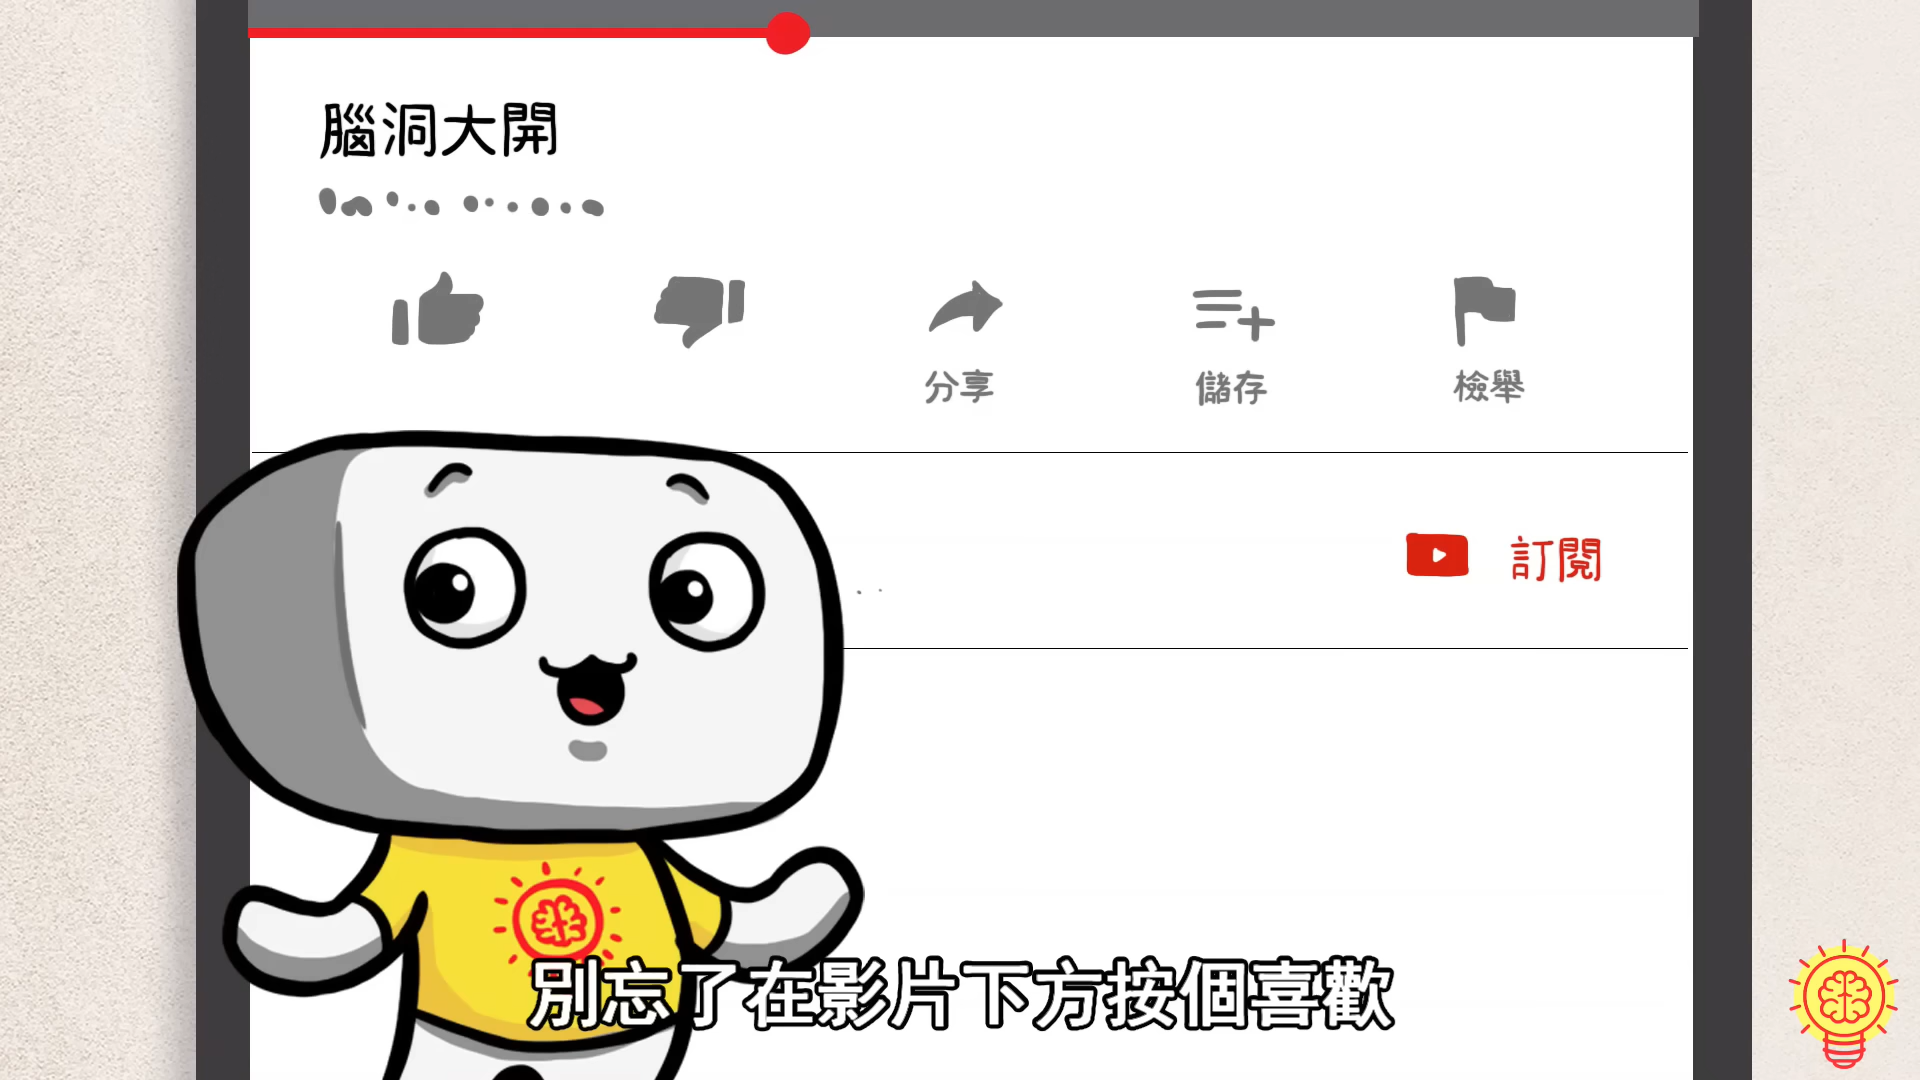 腦洞大開
分享
儲存
檢舉
訂閱
別忘了在影片下方按個喜歡